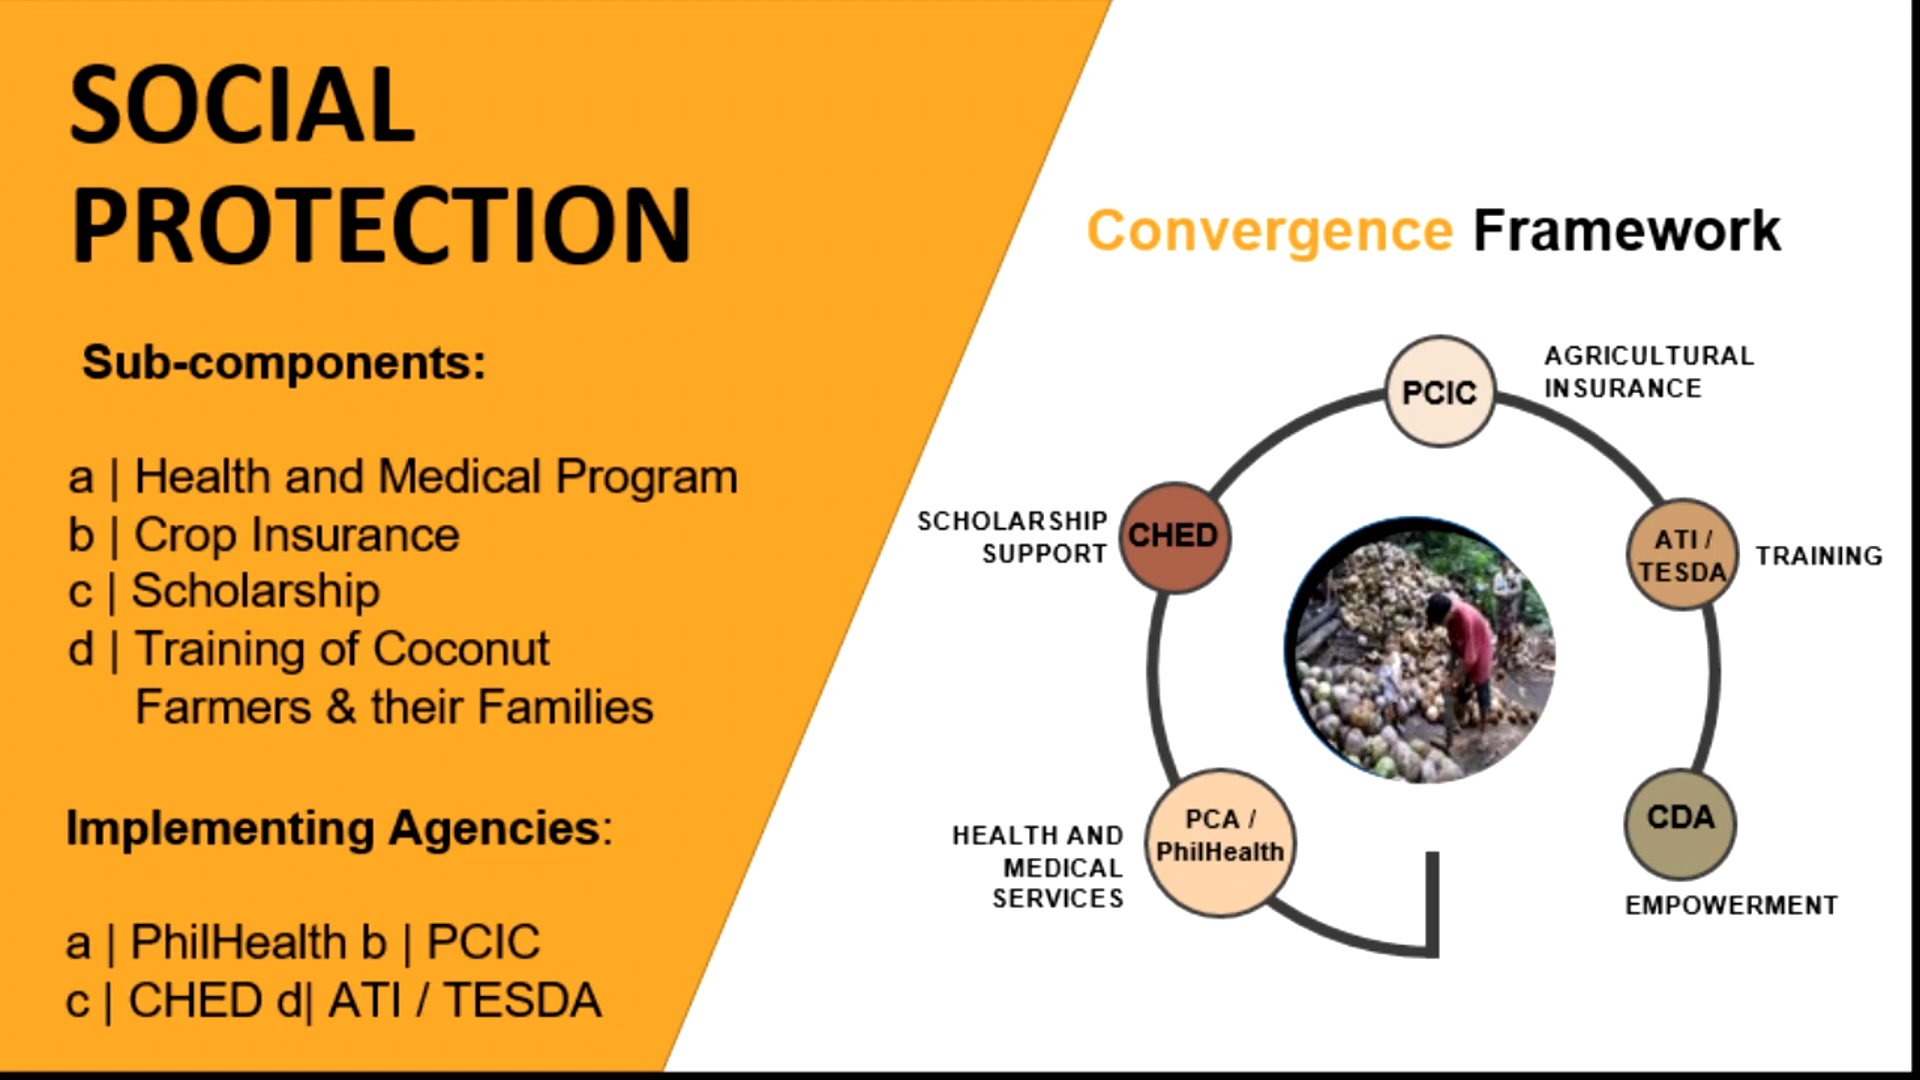 SOCIAL
PROTECTION
Sub-components:
a | Health and Medical Program
b | Crop Insurance
c | Scholarship
d | Training of Coconut
Farmers & their Families
Implementing Agencies:
a | PhilHealth b | PCIC
c | CHED d| ATI / TESDA
Convergence Framework
PCIC
AGRICULTURAL
INSURANCE
SCHOLARSHIP
SUPPORT
CHED
ATI /
TESDA
TRAINING
PCA /
PhilHealth
HEALTH AND
MEDICAL
SERVICES
CDA
EMPOWERMENT